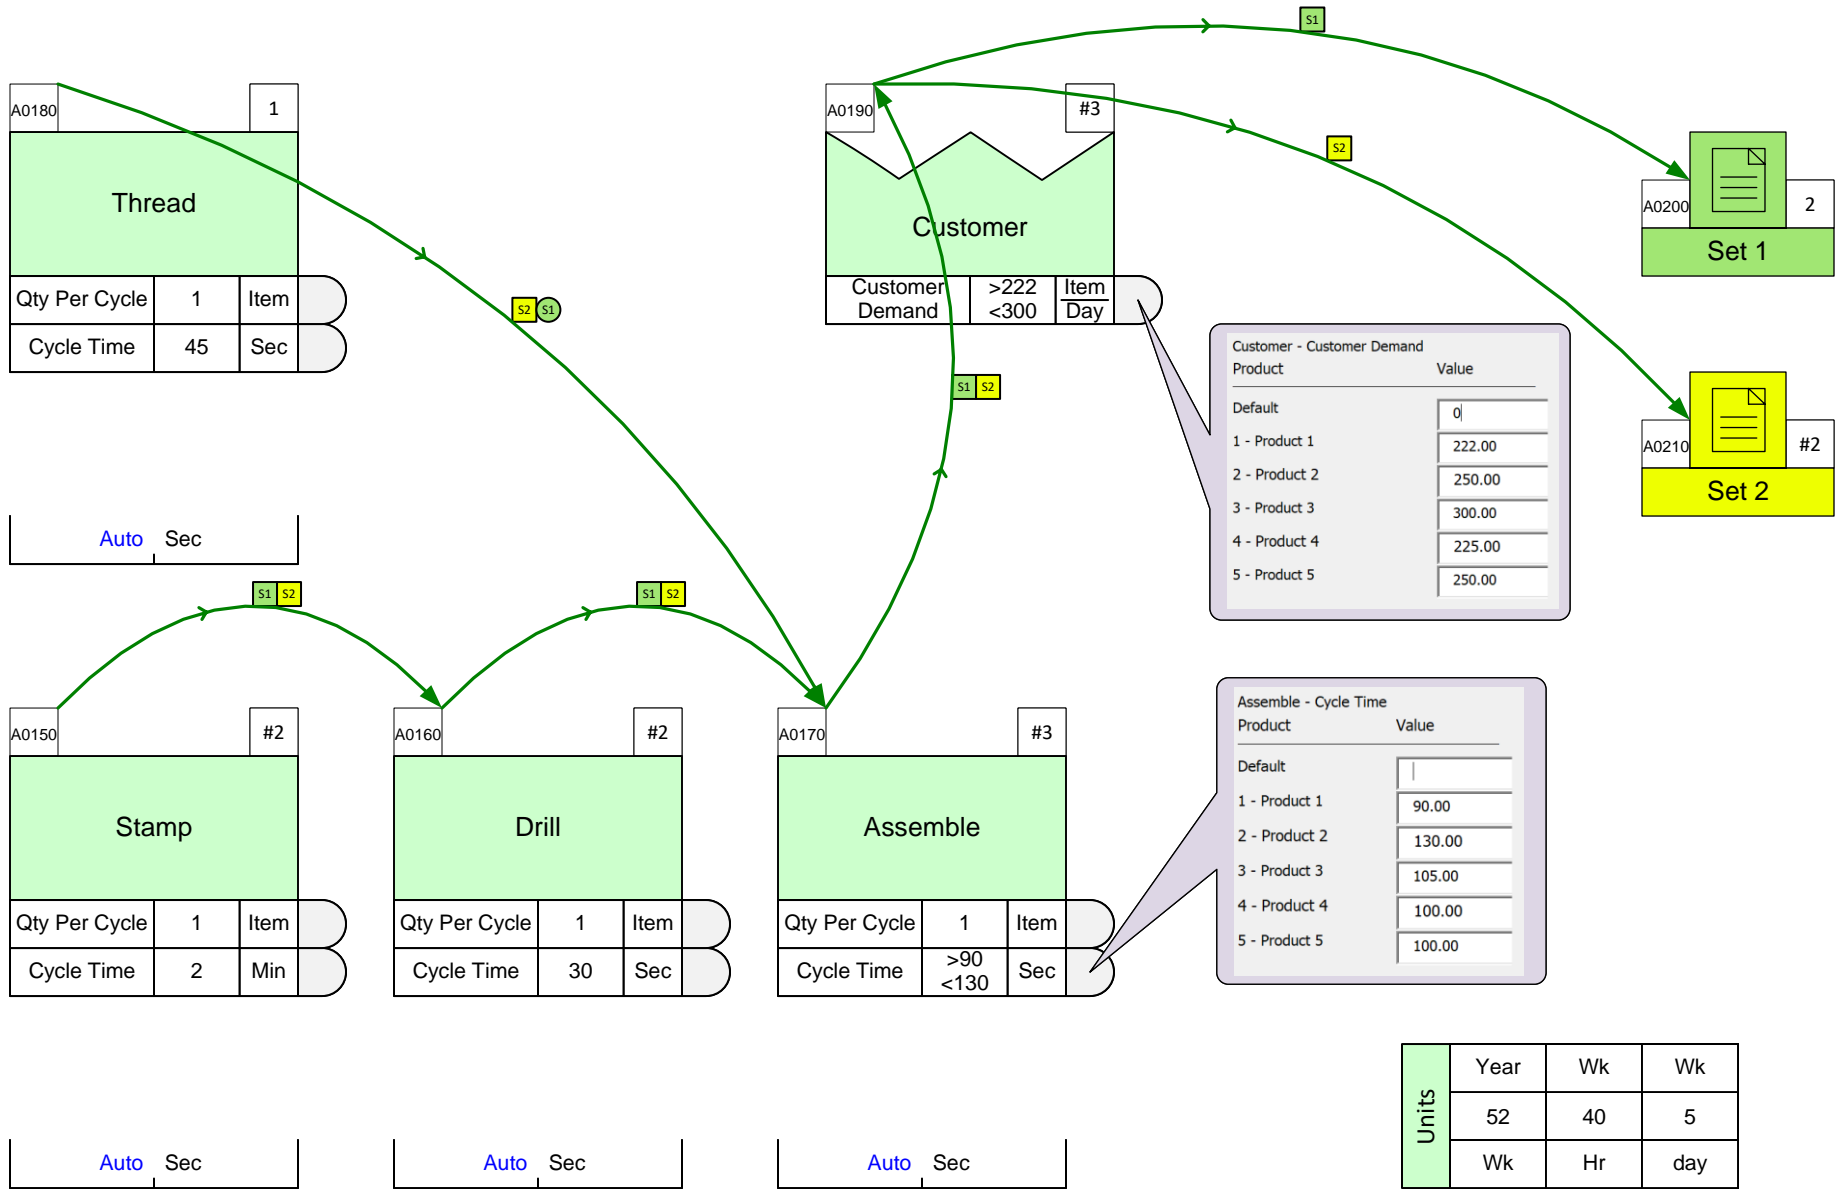 S1
A0180
1
A0190
#3
S2
Thread
Customer
A0200
2
Set 1
Qty Per Cycle 1 Item
Cycle Time 45 Sec
S2 S1
Customer Demand >222 <300 Item Day
S1 S2
Customer - Customer Demand
Product Value
Default 0
1 - Product 1 222.00
2 - Product 2 250.00
3 - Product 3 300.00
4 - Product 4 225.00
5 - Product 5 250.00
A0210
#2
Set 2
Auto Sec
S1 S2
S1 S2
A0150
#2
A0160
#2
A0170
#3
Stamp
Drill
Assemble
Qty Per Cycle 1 Item
Cycle Time 2 Min
Qty Per Cycle 1 Item
Cycle Time 30 Sec
Qty Per Cycle 1 Item
Cycle Time >90 <130 Sec
Assemble - Cycle Time
Product Value
Default
1 - Product 1 90.00
2 - Product 2 130.00
3 - Product 3 105.00
4 - Product 4 100.00
5 - Product 5 100.00
Auto Sec
Auto Sec
Auto Sec
Units
Year Wk Wk
52 40 5
Wk Hr day